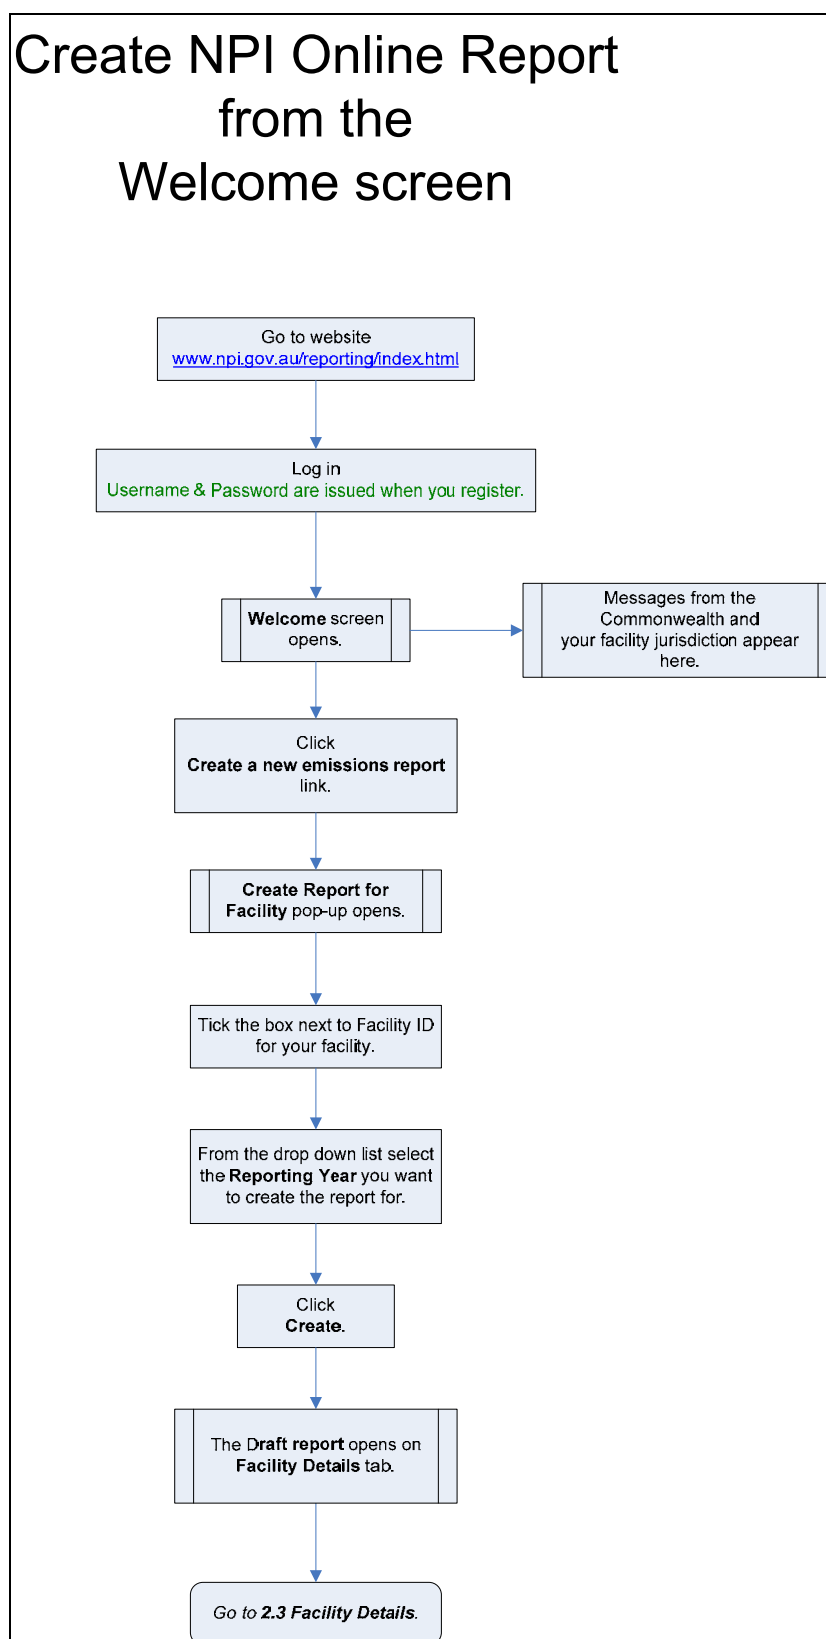 Create NPI Online Report
from the
Welcome screen
Go to website
www.npi.gov.au/reporting/index.html
Log in
Username & Password are issued when you register.
Welcome screen
opens.
Messages from the
Commonwealth and
your facility jurisdiction appear
here.
Click
Create a new emissions report
link.
Create Report for
Facility pop-up opens.
Tick the box next to Facility ID
for your facility.
From the drop down list select
the Reporting Year you want
to create the report for.
Click
Create.
The Draft report opens on
Facility Details tab.
Go to 2.3 Facility Details.